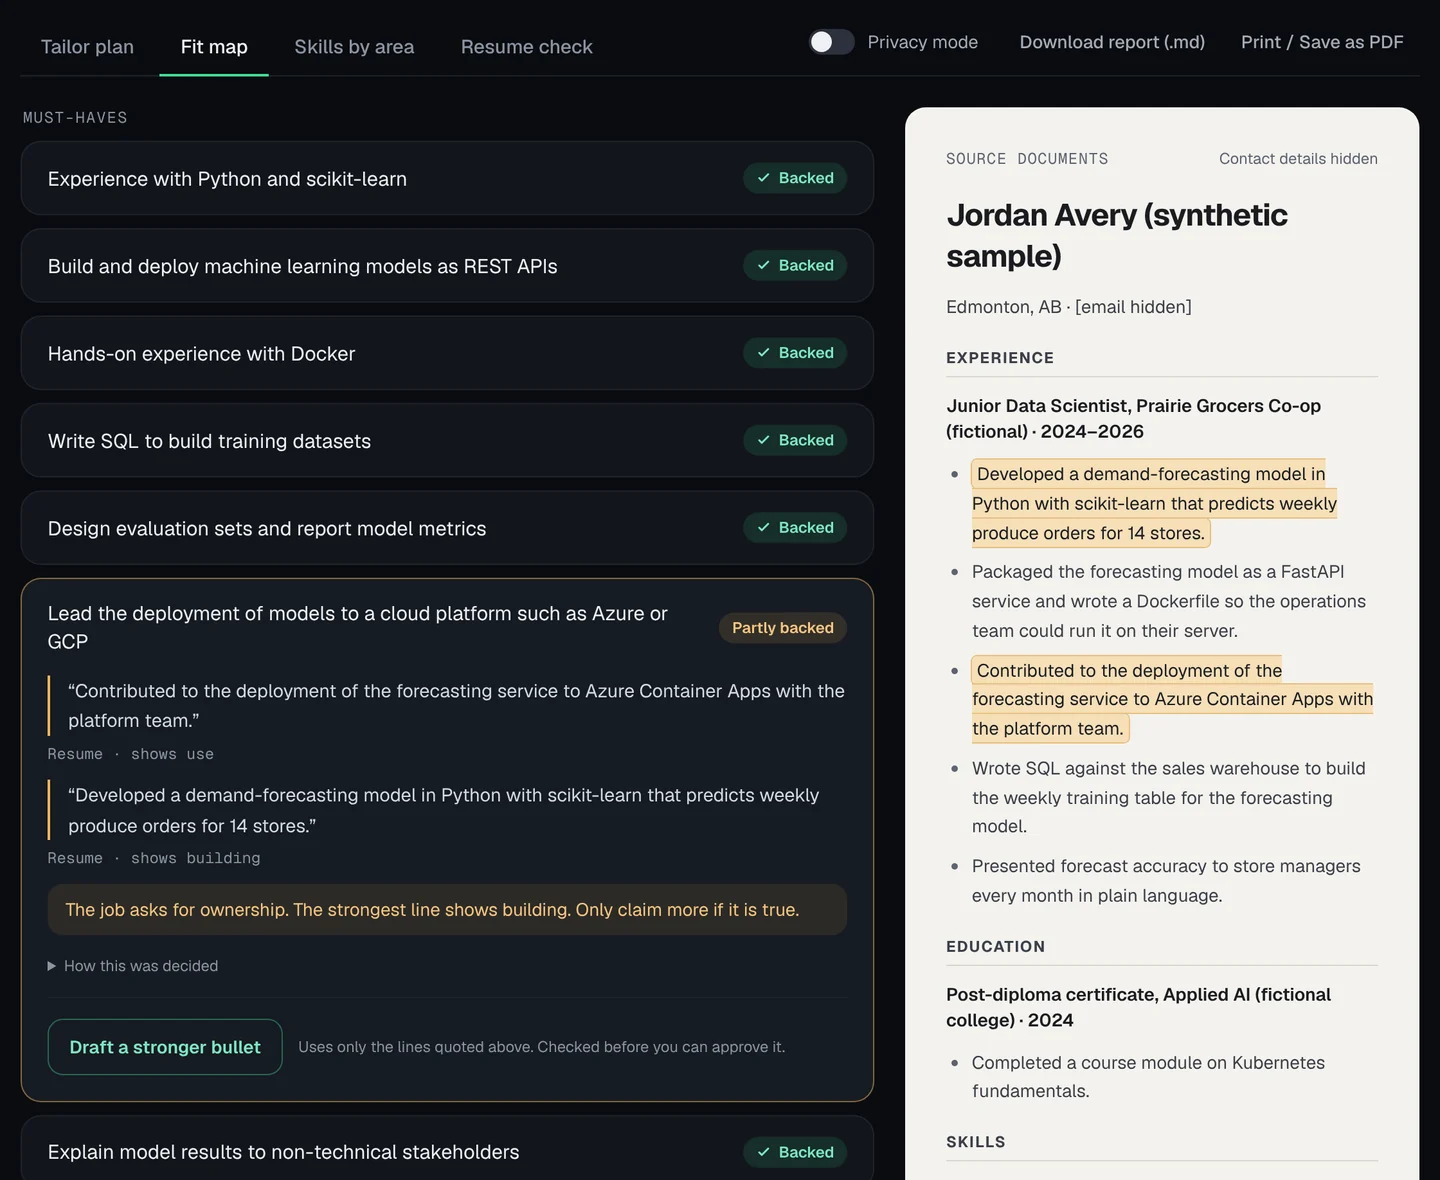 Tailor plan
Fit map
Skills by area
Resume check
Privacy mode
Download report (.md)
Print / Save as PDF
MUST-HAVES
Experience with Python and scikit-learn
✓ Backed
Build and deploy machine learning models as REST APIs
✓ Backed
Hands-on experience with Docker
✓ Backed
Write SQL to build training datasets
✓ Backed
Design evaluation sets and report model metrics
✓ Backed
Lead the deployment of models to a cloud platform such as Azure or
GCP
Partly backed
“Contributed to the deployment of the forecasting service to Azure Container Apps with the
platform team.”
Resume · shows use
“Developed a demand-forecasting model in Python with scikit-learn that predicts weekly
produce orders for 14 stores.”
Resume · shows building
The job asks for ownership. The strongest line shows building. Only claim more if it is true.
How this was decided
Draft a stronger bullet
Uses only the lines quoted above. Checked before you can approve it.
Explain model results to non-technical stakeholders
✓ Backed
SOURCE DOCUMENTS
Contact details hidden
Jordan Avery (synthetic
sample)
Edmonton, AB · [email hidden]
EXPERIENCE
Junior Data Scientist, Prairie Grocers Co-op
(fictional) · 2024–2026
• Developed a demand-forecasting model in
Python with scikit-learn that predicts weekly
produce orders for 14 stores.
• Packaged the forecasting model as a FastAPI
service and wrote a Dockerfile so the operations
team could run it on their server.
• Contributed to the deployment of the
forecasting service to Azure Container Apps with
the platform team.
• Wrote SQL against the sales warehouse to build
the weekly training table for the forecasting
model.
• Presented forecast accuracy to store managers
every month in plain language.
EDUCATION
Post-diploma certificate, Applied AI (fictional
college) · 2024
• Completed a course module on Kubernetes
fundamentals.
SKILLS